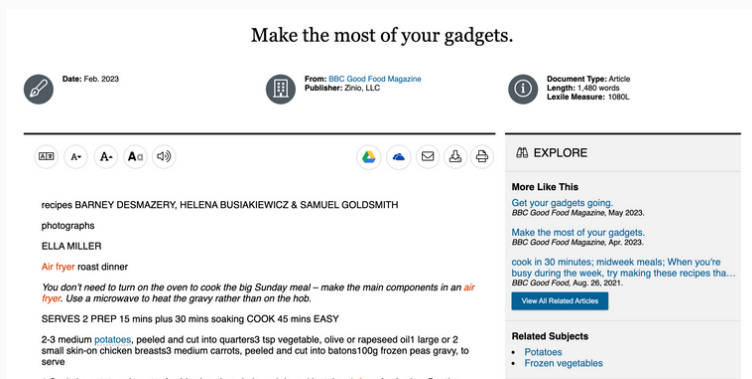 Make the most of your gadgets.
Date: Feb. 2023
From: BBC Good Food Magazine
Publisher: Zinio, LLC
Document Type: Article
Length: 1,480 words
Lexile Measure: 1080L
A
A
Aa
EXPLORE
recipes BARNEY DESMAZERY, HELENA BUSIAKIEWICZ & SAMUEL GOLDSMITH
photographs
ELLA MILLER
Air fryer roast dinner
You don't need to turn on the oven to cook the big Sunday meal – make the main components in an air
fryer. Use a microwave to heat the gravy rather than on the hob.
SERVES 2 PREP 15 mins plus 30 mins soaking COOK 45 mins EASY
2-3 medium potatoes, peeled and cut into quarters3 tsp vegetable, olive or rapeseed oil1 large or 2
small skin-on chicken breasts3 medium carrots, peeled and cut into batons100g frozen peas gravy, to
serve
More Like This
Get your gadgets going.
BBC Good Food Magazine, May 2023.
Make the most of your gadgets.
BBC Good Food Magazine, Apr. 2023.
cook in 30 minutes; midweek meals; When you're
busy during the week, try making these recipes tha...
BBC Good Food, Aug. 26, 2021.
View All Related Articles
Related Subjects
• Potatoes
• Frozen vegetables